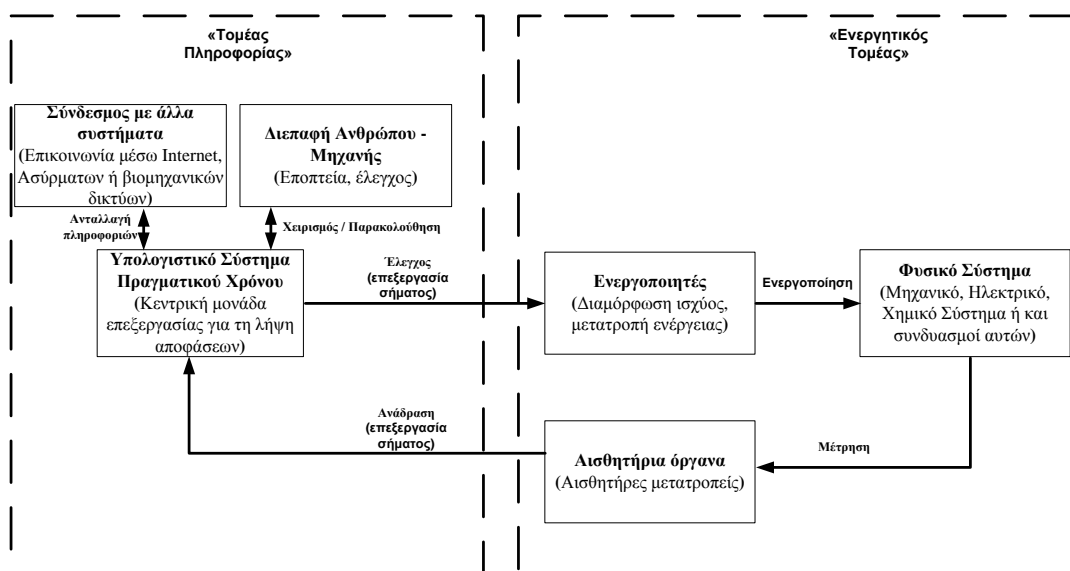 «Τομέας
Πληροφορίας»
«Ενεργητικός
Τομέας»
Σύνδεσμος με άλλα
συστήματα
(Επικοινωνία μέσω Internet,
Ασύρματων ή βιομηχανικών
δικτύων)
Διεπαφή Ανθρώπου -
Μηχανής
(Εποπτεία, έλεγχος)
Ανταλλαγή
πληροφοριών
Χειρισμός / Παρακολούθηση
Υπολογιστικό Σύστημα
Πραγματικού Χρόνου
(Κεντρική μονάδα
επεξεργασίας για τη λήψη
αποφάσεων)
Έλεγχος
(επεξεργασία
σήματος)
Ενεργοποιητές
(Διαμόρφωση ισχύος,
μετατροπή ενέργειας)
Ενεργοποίηση
Φυσικό Σύστημα
(Μηχανικό, Ηλεκτρικό,
Χημικό Σύστημα ή και
συνδυασμοί αυτών)
Ανάδραση
(επεξεργασία
σήματος)
Αισθητήρια όργανα
(Αισθητήρες μετατροπείς)
Μέτρηση